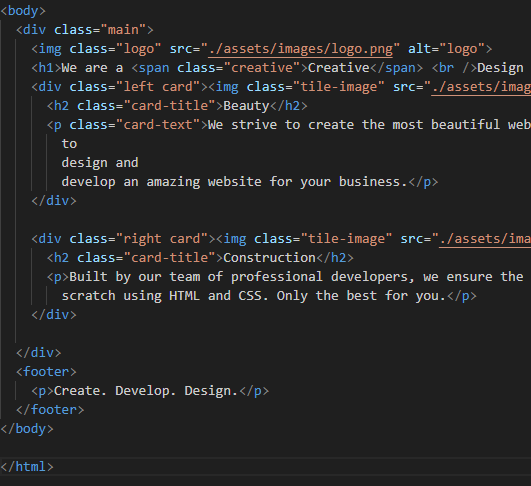 <body>
<div class="main">
<img class="logo" src="./assets/images/logo.png" alt="logo">
<h1>We are a <span class="creative">Creative</span> <br />Design
<div class="left card"><img class="tile-image" src="./assets/imag
<h2 class="card-title">Beauty</h2>
<p class="card-text">We strive to create the most beautiful web
to
design and
develop an amazing website for your business.</p>
</div>
<div class="right card"><img class="tile-image" src="./assets/ima
<h2 class="card-title">Construction</h2>
<p>Built by our team of professional developers, we ensure the
scratch using HTML and CSS. Only the best for you.</p>
</div>
</div>
<footer>
<p>Create. Develop. Design.</p>
</footer>
</body>
</html>